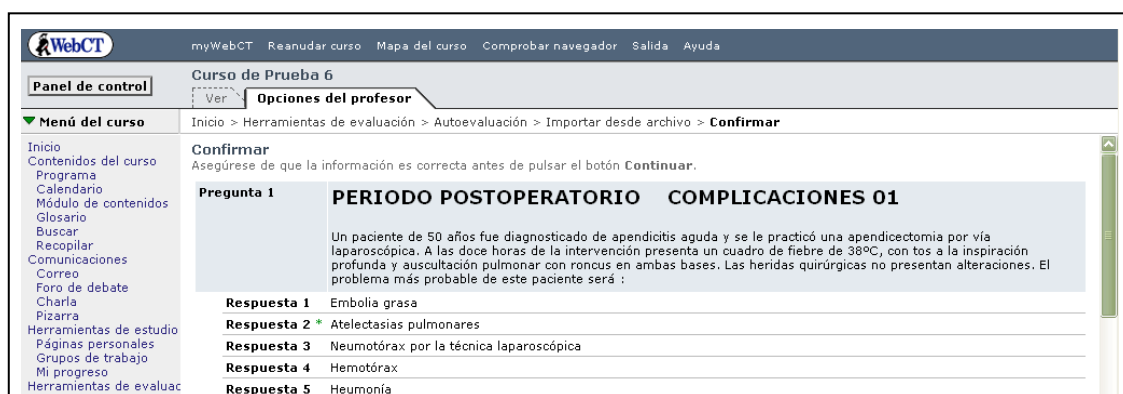 WebCT
myWebCT Reanudar curso Mapa del curso Comprobar navegador Salida Ayuda
Panel de control
Curso de Prueba 6
Ver Opciones del profesor
Menú del curso
Inicio > Herramientas de evaluación > Autoevaluación > Importar desde archivo > Confirmar
Inicio
Contenidos del curso
Programa
Calendario
Módulo de contenidos
Glosario
Buscar
Recopilar
Comunicaciones
Correo
Foro de debate
Charla
Pizarra
Herramientas de estudio
Páginas personales
Grupos de trabajo
Mi progreso
Herramientas de evaluac
Confirmar
Asegúrese de que la información es correcta antes de pulsar el botón Continuar.
Pregunta 1
PERIODO POSTOPERATORIO COMPLICACIONES 01
Un paciente de 50 años fue diagnosticado de apendicitis aguda y se le practicó una apendicectomia por vía
laparoscópica. A las doce horas de la intervención presenta un cuadro de fiebre de 38ºC, con tos a la inspiración
profunda y auscultación pulmonar con roncus en ambas bases. Las heridas quirúrgicas no presentan alteraciones. El
problema más probable de este paciente será :
Respuesta 1 Embolia grasa
Respuesta 2 * Atelectasias pulmonares
Respuesta 3 Neumotórax por la técnica laparoscópica
Respuesta 4 Hemotórax
Respuesta 5 Heumonía